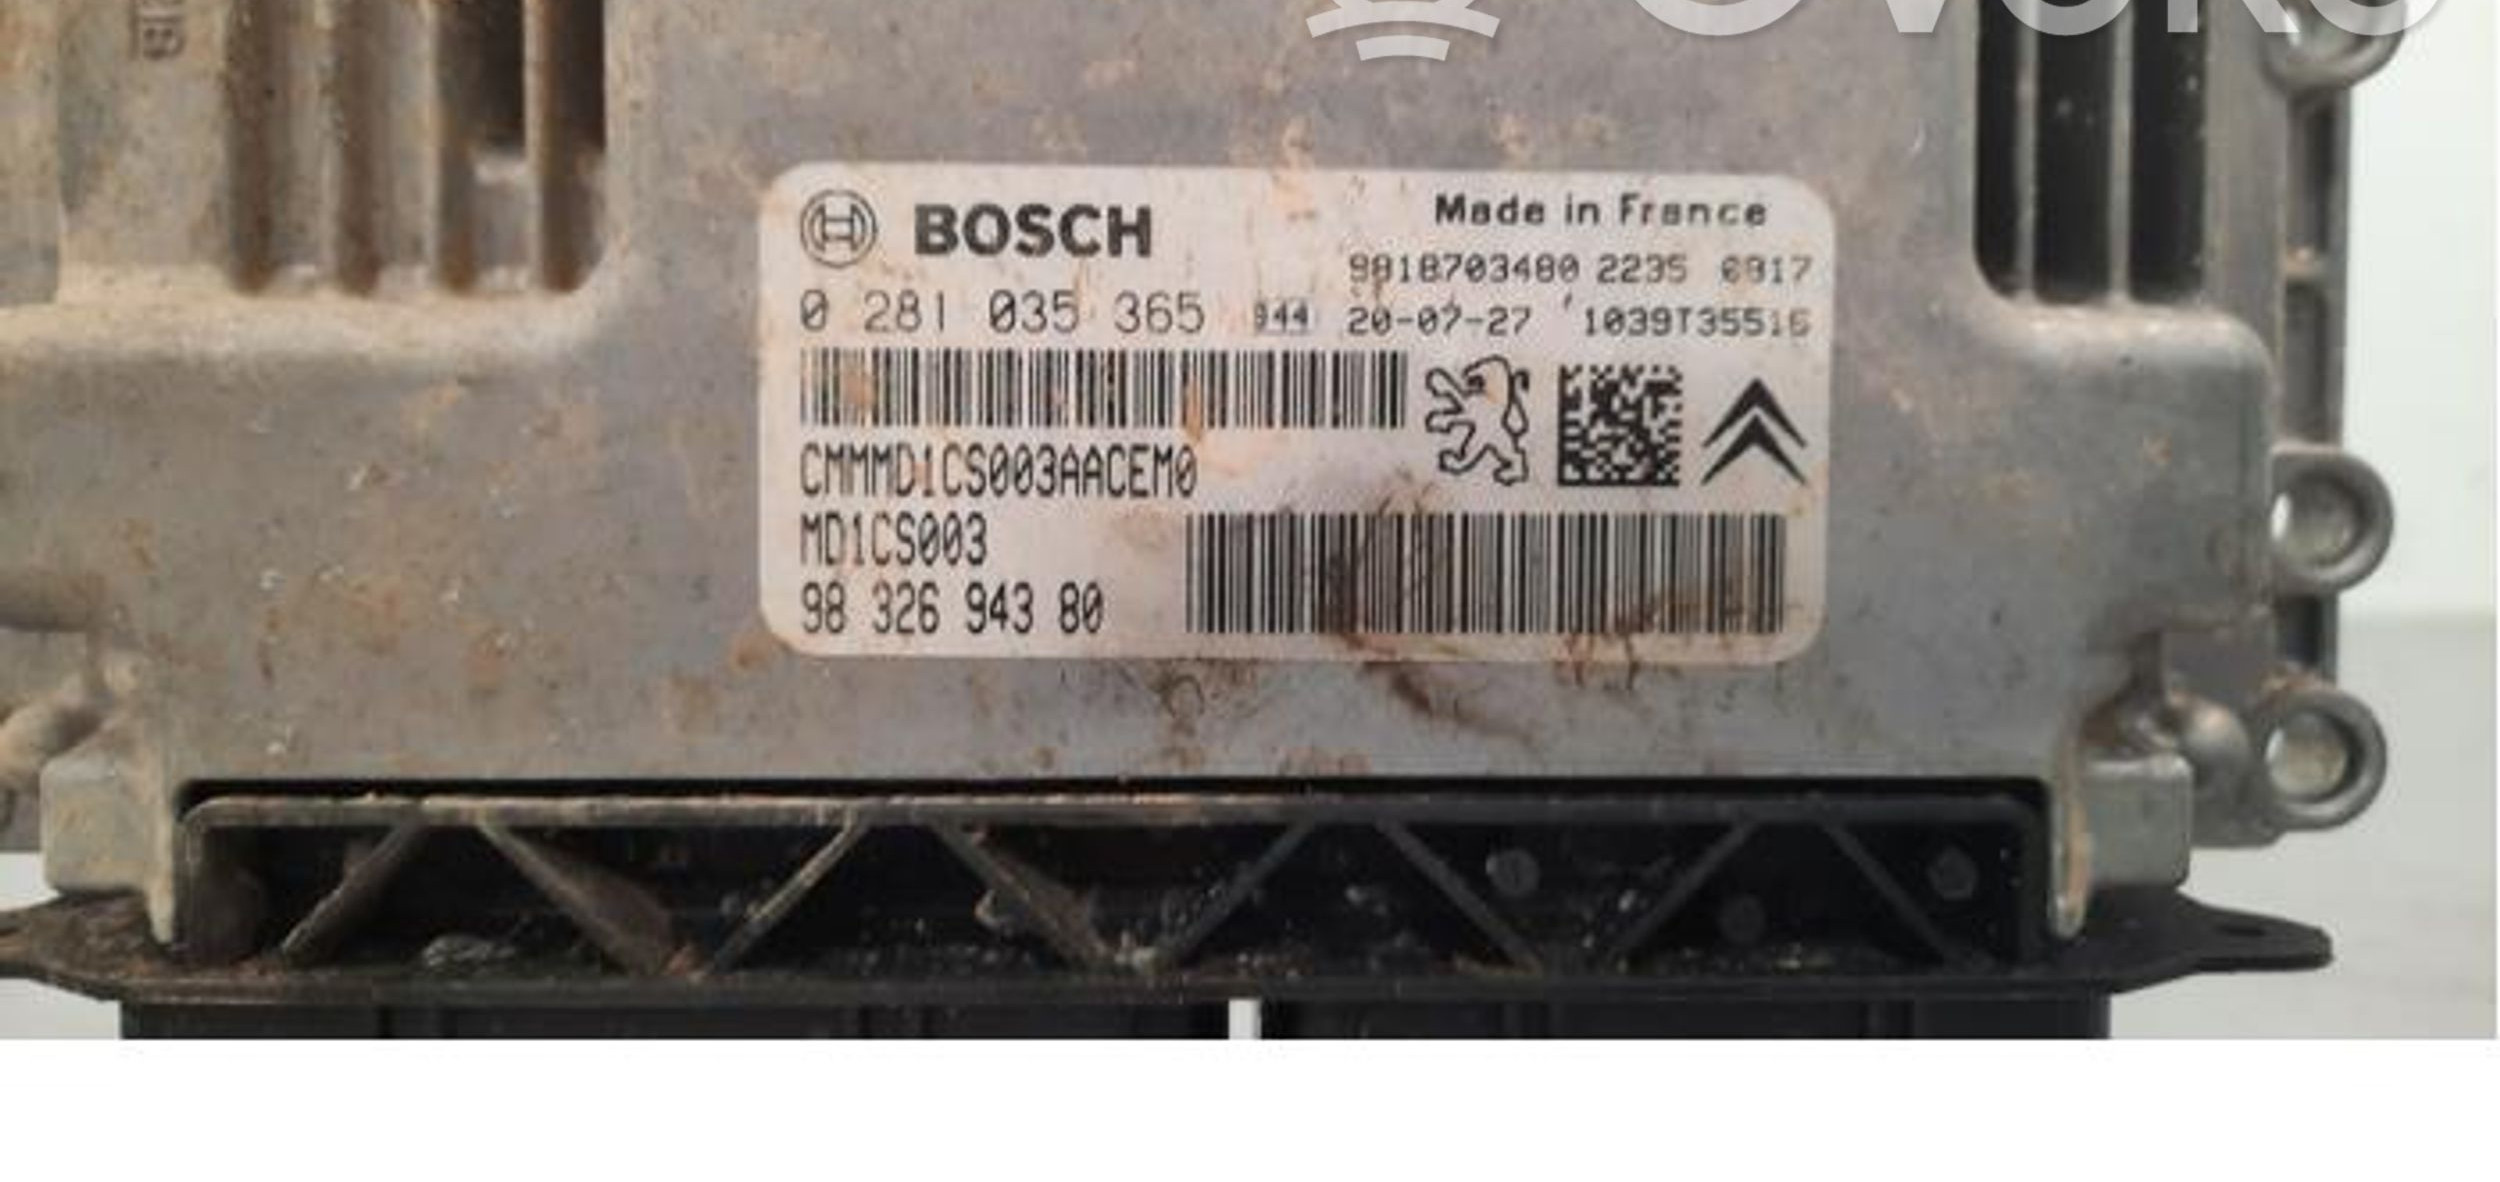 BOSCH
Made in France
9818703480 2235
0 281 035 365 944 20-07-27 1039T35516
CMMMD1CS003AACEM0
MD1CS003
98 326 943 80